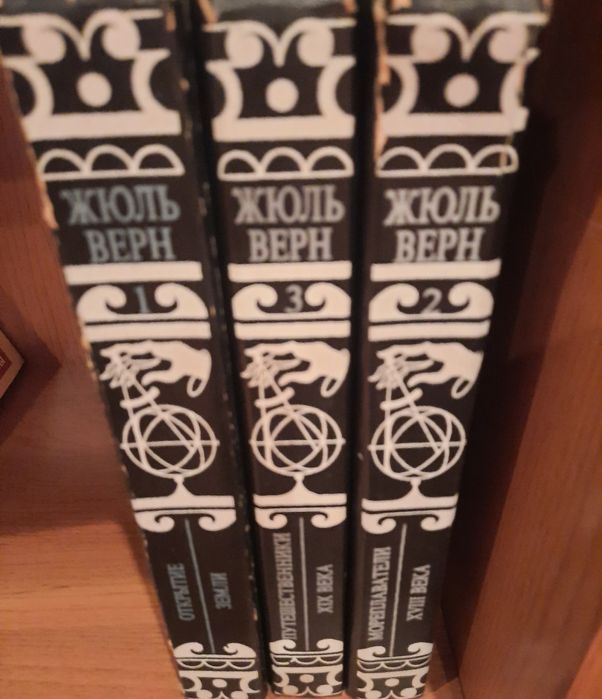 ЖЮЛЬ
ВЕРН
1
ОТКРЫТИЕ
ЗЕМЛИ
ЖЮЛЬ
ВЕРН
3
ПУТЕШЕСТВЕННИКИ
XIX ВЕКА
ЖЮЛЬ
ВЕРН
2
МОРЕПЛАВАТЕЛИ
XVIII ВЕКА